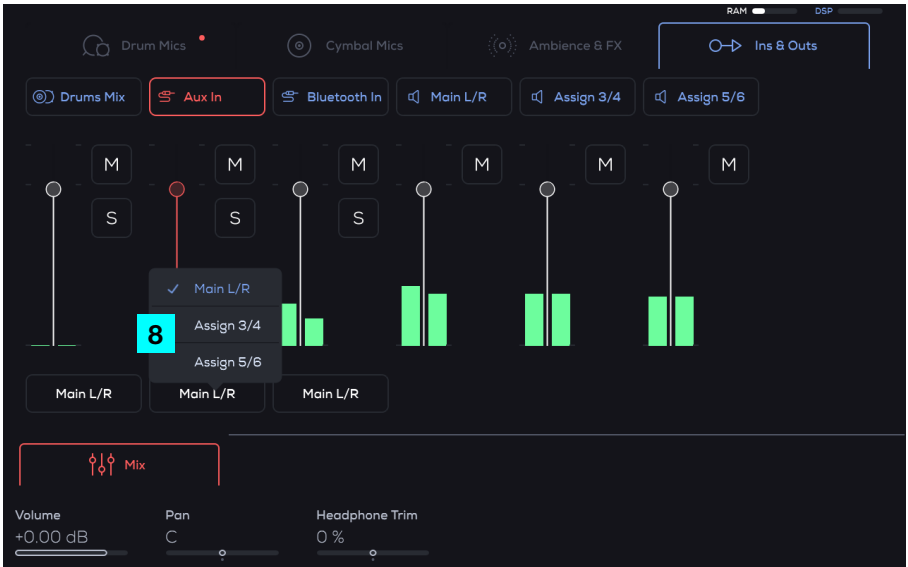 RAM DSP
Drum Mics Cymbal Mics Ambience & FX Ins & Outs
Drums Mix Aux In Bluetooth In Main L/R Assign 3/4 Assign 5/6
M M M M M M
S S S
Main L/R
8 Assign 3/4
Assign 5/6
Main L/R Main L/R Main L/R
Mix
Volume Pan Headphone Trim
+0.00 dB C 0 %